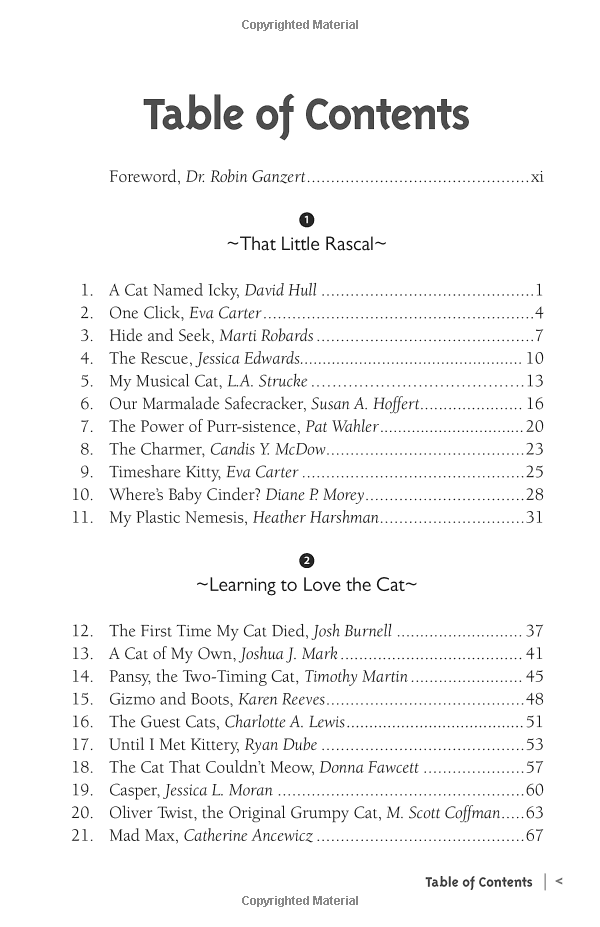 Copyrighted Material
Table of Contents
Foreword, Dr. Robin Ganzert............................................xi
1
~That Little Rascal~
1. A Cat Named Icky, David Hull ..........................................1
2. One Click, Eva Carter......................................................4
3. Hide and Seek, Marti Robards ...........................................7
4. The Rescue, Jessica Edwards.............................................. 10
5. My Musical Cat, L.A. Strucke .....................................13
6. Our Marmalade Safecracker, Susan A. Hoffert..................... 16
7. The Power of Purr-sistence, Pat Wahler.............................20
8. The Charmer, Candis Y. McDow.......................................23
9. Timeshare Kitty, Eva Carter ............................................25
10. Where's Baby Cinder? Diane P. Morey................................28
11. My Plastic Nemesis, Heather Harshman.............................31
2
~Learning to Love the Cat~
12. The First Time My Cat Died, Josh Burnell ......................... 37
13. A Cat of My Own, Joshua J. Mark.................................... 41
14. Pansy, the Two-Timing Cat, Timothy Martin ...................... 45
15. Gizmo and Boots, Karen Reeves.......................................48
16. The Guest Cats, Charlotte A. Lewis....................................51
17. Until I Met Kittery, Ryan Dube ........................................53
18. The Cat That Couldn't Meow, Donna Fawcett ....................57
19. Casper, Jessica L. Moran .................................................60
20. Oliver Twist, the Original Grumpy Cat, M. Scott Coffman.....63
21. Mad Max, Catherine Ancewicz .........................................67
Table of Contents | <
Copyrighted Material